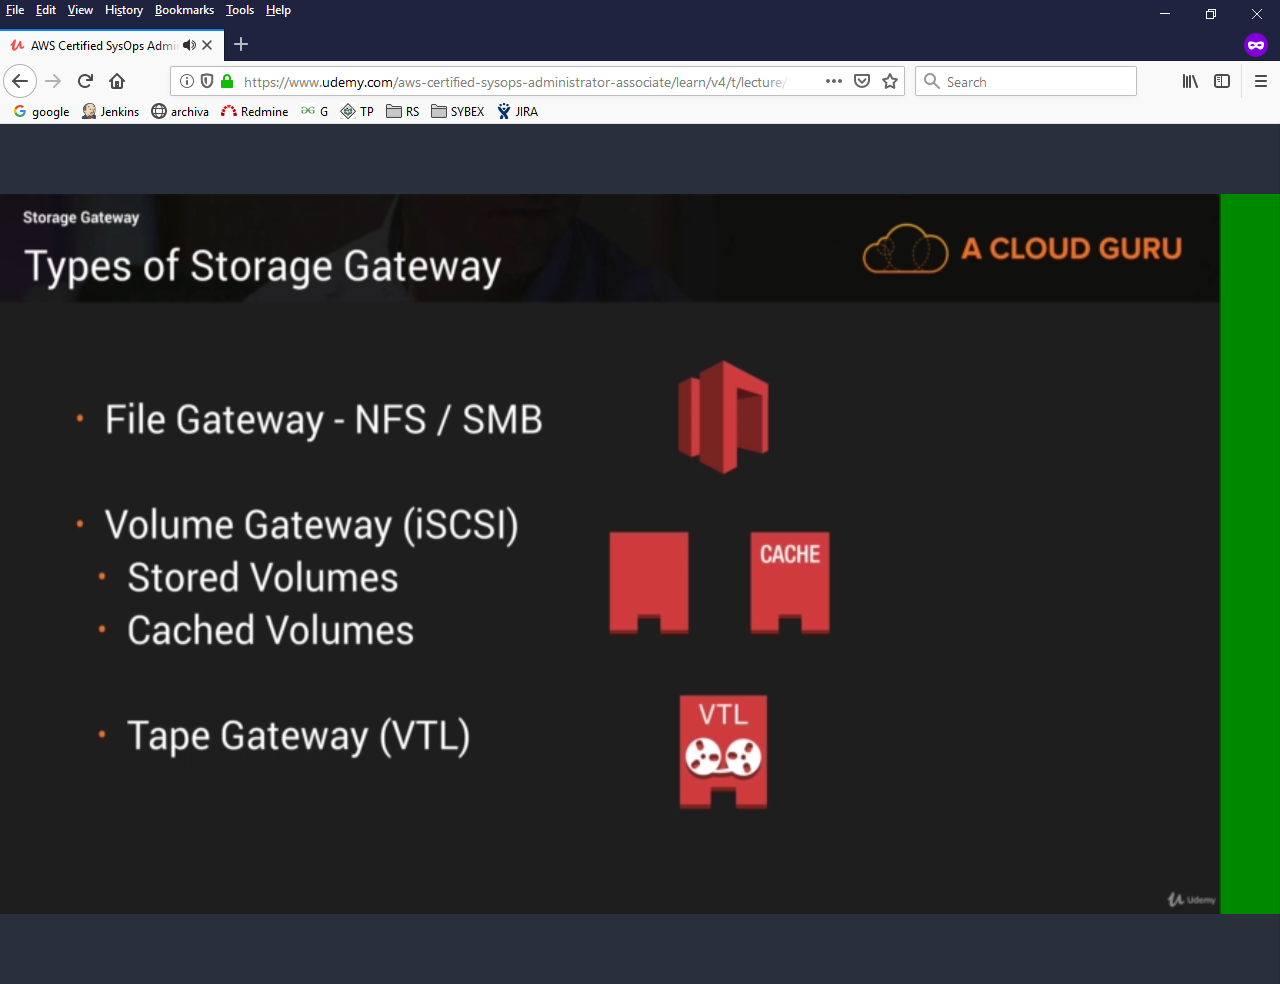 File Edit View History Bookmarks Tools Help
AWS Certified SysOps Admi
https://www.udemy.com/aws-certified-sysops-administrator-associate/learn/v4/t/lecture/
Search
google Jenkins archiva Redmine G TP RS SYBEX JIRA
Storage Gateway
Types of Storage Gateway
A CLOUD GURU
• File Gateway - NFS / SMB
• Volume Gateway (iSCSI)
• Stored Volumes
• Cached Volumes
CACHE
• Tape Gateway (VTL)
VTL
Udemy